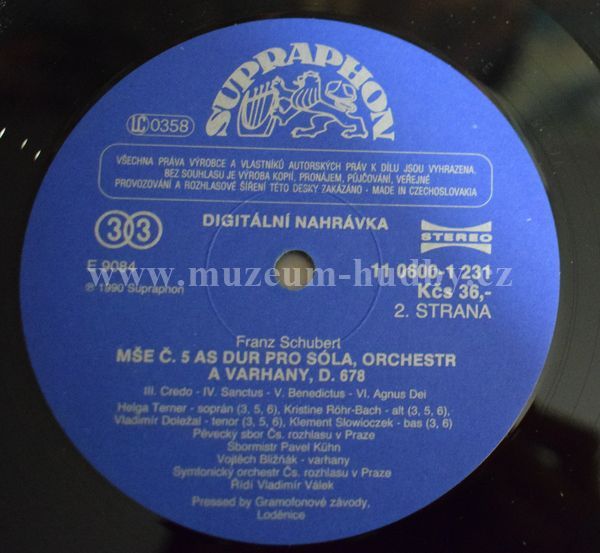 SUPRAPHON
LC 0358
VŠECHNA PRÁVA VÝROBCE A VLASTNÍKŮ AUTORSKÝCH PRÁV K DÍLU JSOU VYHRAZENA.
BEZ SOUHLASU JE VÝROBA KOPIÍ, PRONÁJEM, PŮJČOVÁNÍ, VEŘEJNÉ
PROVOZOVÁNÍ A ROZHLASOVÉ ŠÍŘENÍ TÉTO DESKY ZAKÁZÁNO - MADE IN CZECHOSLOVAKIA
33
DIGITÁLNÍ NAHRÁVKA
STEREO
E 9084
11 0600-1 231
www.muzeum-hudby.cz
℗ 1990 Supraphon
Kčs 36,-
2. STRANA
Franz Schubert
MŠE Č. 5 AS DUR PRO SÓLA, ORCHESTR
A VARHANY, D. 678
III. Credo - IV. Sanctus - V. Benedictus - VI. Agnus Dei
Helga Terner - soprán (3, 5, 6), Kristine Röhr-Bach - alt (3, 5, 6),
Vladimír Doležal - tenor (3, 5, 6), Klement Slowioczek - bas (3, 6)
Pěvecký sbor Čs. rozhlasu v Praze
Sbormistr Pavel Kühn
Vojtěch Bližňák - varhany
Symfonický orchestr Čs. rozhlasu v Praze
Řídí Vladimír Válek
Pressed by Gramofonové závody,
Loděnice